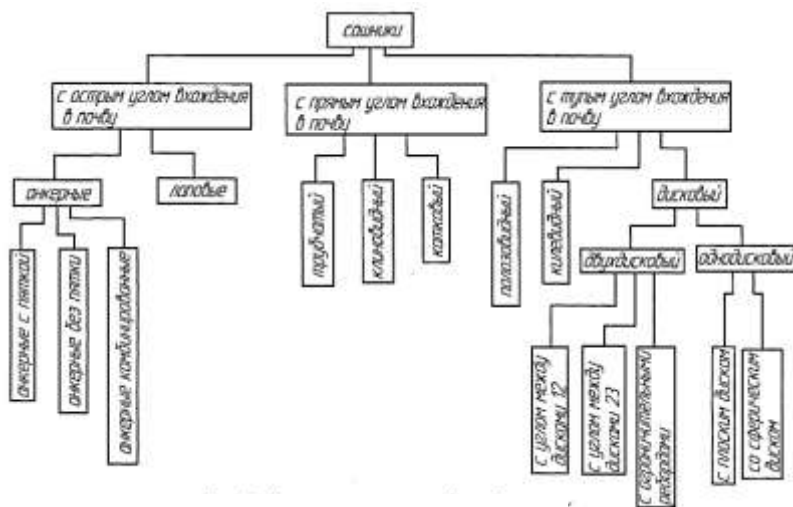 сошники
с острым углом вхождения
в почву
с прямым углом вхождения
в почву
с тупым углом вхождения
в почву
анкерные
лаповые
анкерные с пяткой
анкерные без пятки
анкерные комбинированные
трубчатый
клиновидный
катковый
полозовидный
килевидный
дисковый
двухдисковый
однодисковый
с углом между
дисками 12
с углом между
дисками 23
с ограничительными
ребордами
с плоским диском
со сферическим
диском